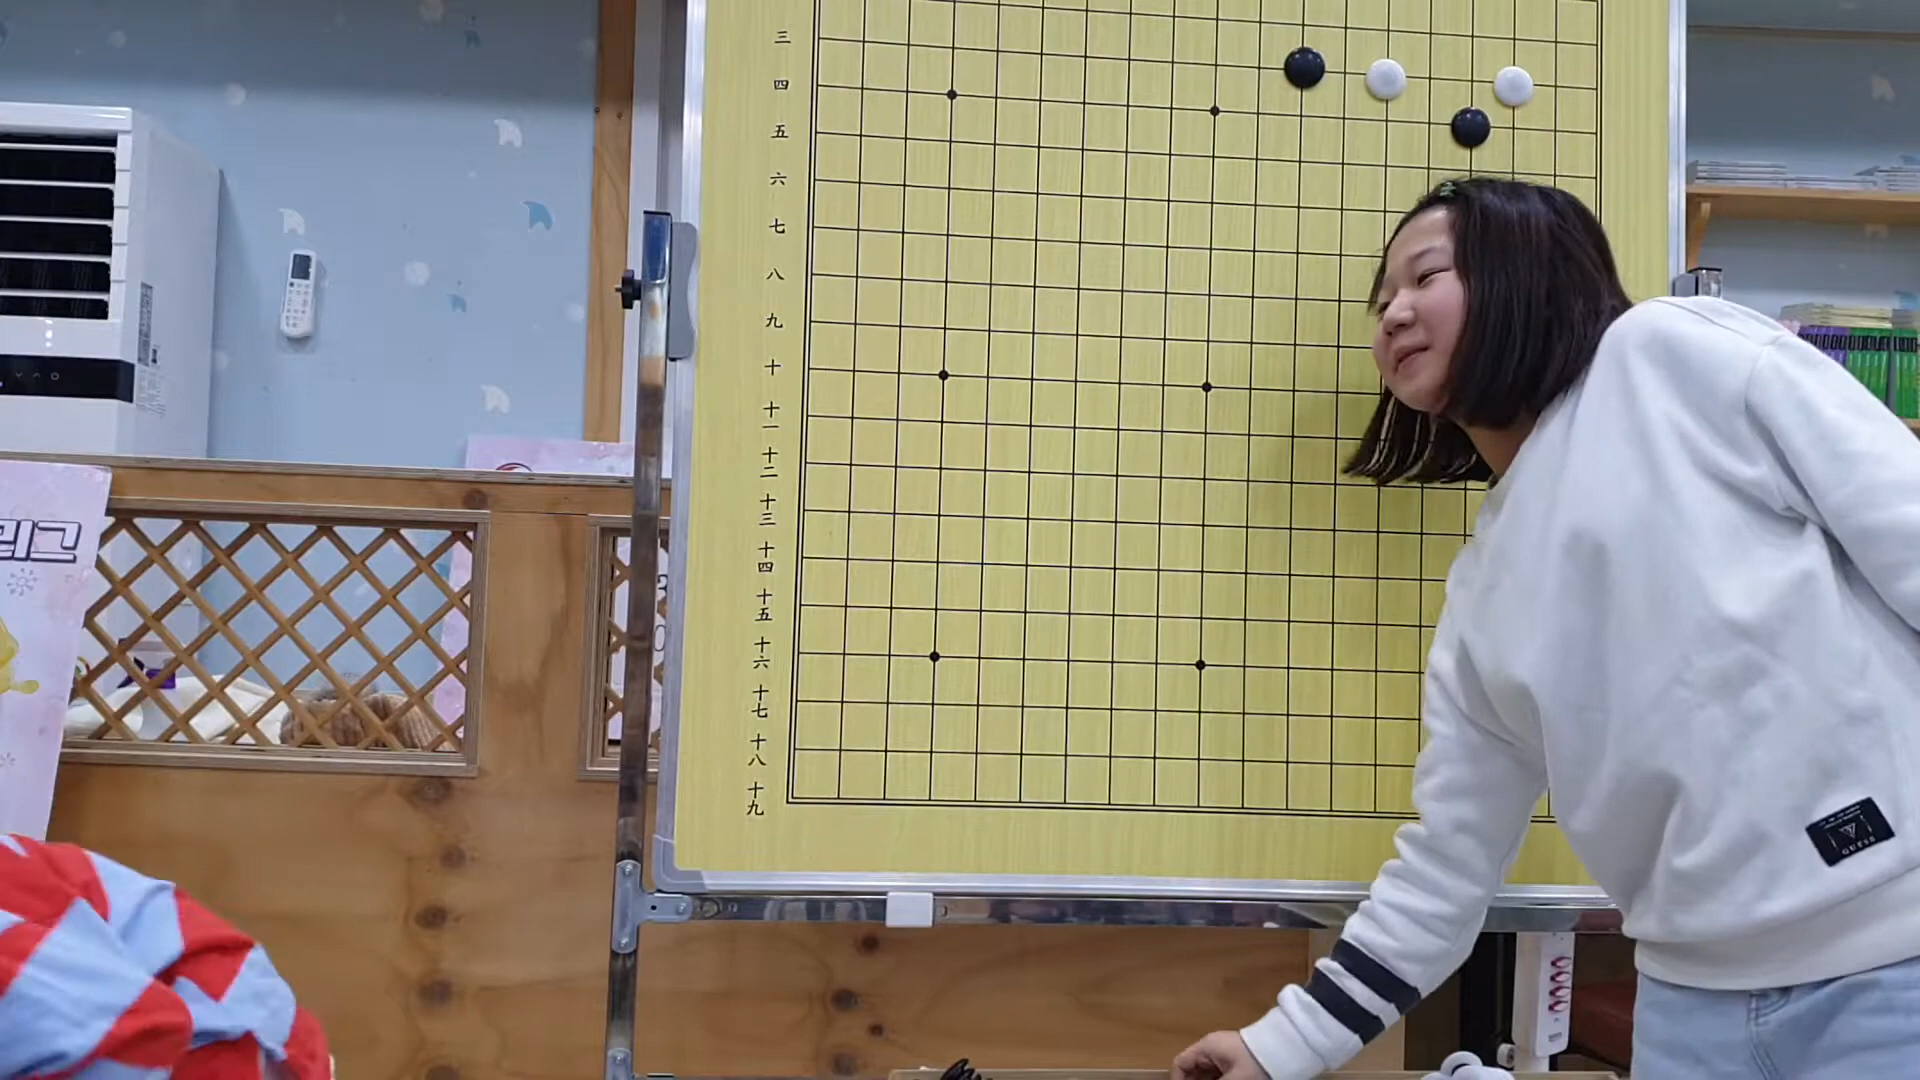 三
四
五
六
七
八
九
十
十一
十二
十三
十四
十五
十六
十七
十八
十九
리그
GUESS